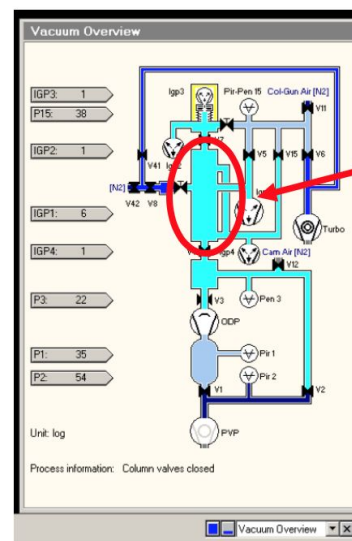 Vacuum Overview
Igp3 Pir-Pen 15 Col-Gun Air [N2]
IGP3: 1
P15: 38
V11
V7
IGP2: 1
V41 V5 V15 V6
[N2]
V42 V8
IGP1: 6
Turbo
IGP4: 1
Igp4 Cam Air [N2]
V12
P3: 22
V3 Pen 3
ODP
P1: 35
Pir 1
P2: 54
Pir 2
V1 V2
Unit: log
PVP
Process information: Column valves closed
Vacuum Overview